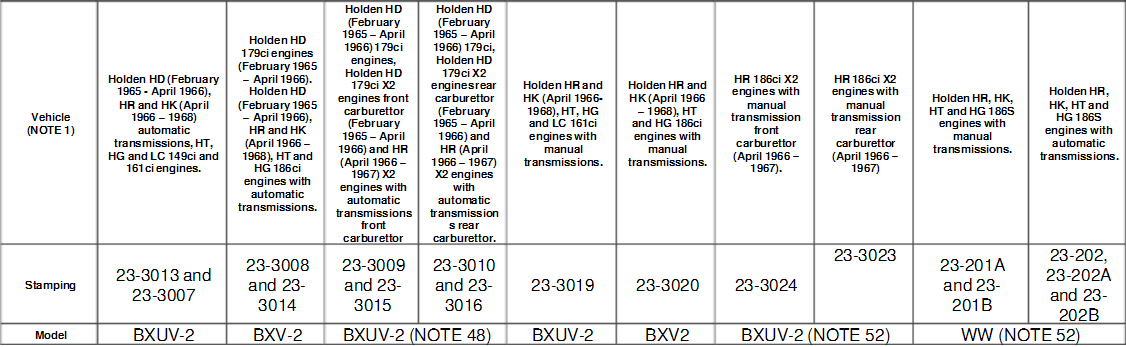 Vehicle
(NOTE 1)
Holden HD (February
1965 - April 1966),
HR and HK (April
1966 – 1968)
automatic
transmissions, HT,
HG and LC 149ci and
161ci engines.
Holden HD
179ci engines
(February 1965
– April 1966).
Holden HD
(February 1965
– April 1966),
HR and HK
(April 1966 –
1968), HT and
HG 186ci
engines with
automatic
transmissions.
Holden HD
(February
1965 – April
1966) 179ci
engines,
Holden HD
179ci X2
engines front
carburettor
(February
1965 – April
1966) and HR
(April 1966 –
1967) X2
engines with
automatic
transmissions
front
carburettor
Holden HD
(February
1965 – April
1966) 179ci,
Holden HD
179ci X2
engines rear
carburettor
(February
1965 – April
1966) and
HR (April
1966 – 1967)
X2 engines
with
automatic
transmission
s rear
carburettor.
Holden HR and
HK (April 1966-
1968), HT, HG
and LC 161ci
engines with
manual
transmissions.
Holden HR and
HK (April 1966
– 1968), HT
and HG 186ci
engines with
manual
transmissions.
HR 186ci X2
engines with
manual
transmission
front
carburettor
(April 1966 –
1967).
HR 186ci X2
engines with
manual
transmission
rear
carburettor
(April 1966 –
1967)
Holden HR, HK,
HT and HG 186S
engines with
manual
transmissions.
Holden HR,
HK, HT and
HG 186S
engines with
automatic
transmissions.
Stamping
23-3013 and
23-3007
23-3008
and 23-
3014
23-3009
and 23-
3015
23-3010
and 23-
3016
23-3019
23-3020
23-3024
23-3023
23-201A
and 23-
201B
23-202,
23-202A
and 23-
202B
Model
BXUV-2
BXV-2
BXUV-2 (NOTE 48)
BXUV-2
BXV2
BXUV-2 (NOTE 52)
WW (NOTE 52)